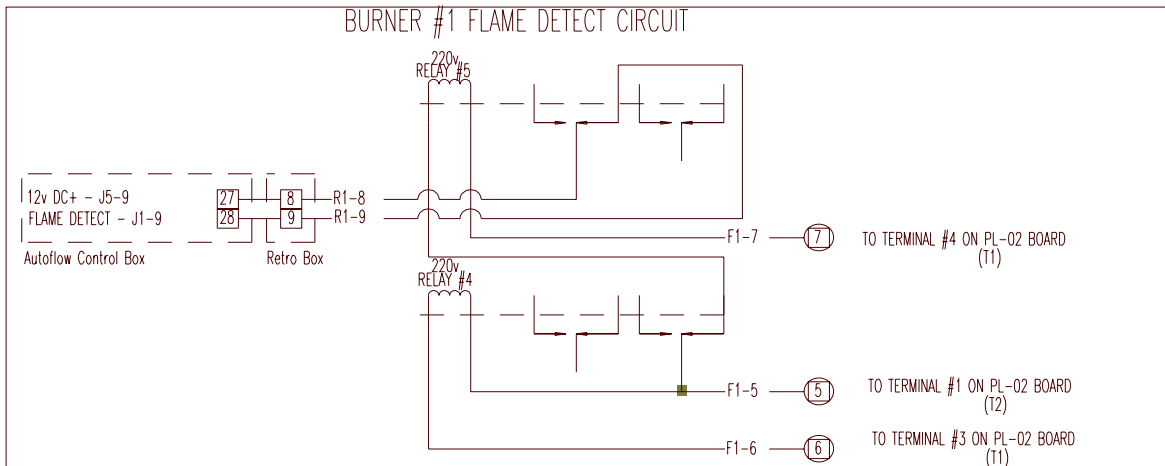 BURNER #1 FLAME DETECT CIRCUIT
220v
RELAY #5
12v DC+ - J5-9
27
8
R1-8
FLAME DETECT - J1-9
28
9
R1-9
F1-7
7
TO TERMINAL #4 ON PL-02 BOARD
(T1)
Autoflow Control Box
Retro Box
220v
RELAY #4
F1-5
5
TO TERMINAL #1 ON PL-02 BOARD
(T2)
F1-6
6
TO TERMINAL #3 ON PL-02 BOARD
(T1)